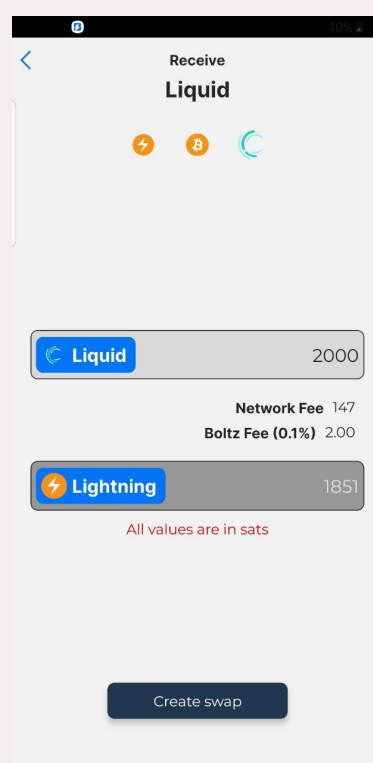 40%
Receive
Liquid
Liquid 2000
Network Fee 147
Boltz Fee (0.1%) 2.00
Lightning 1851
All values are in sats
Create swap